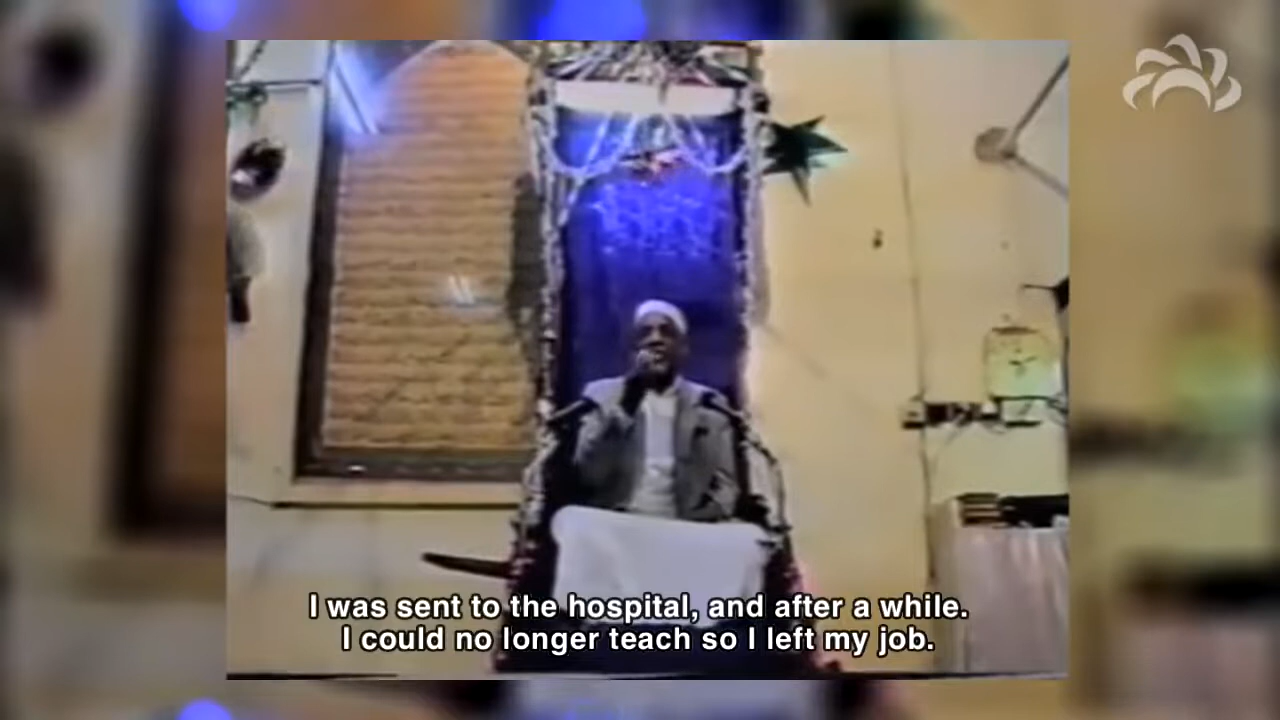 I was sent to the hospital, and after a while.
I could no longer teach so I left my job.